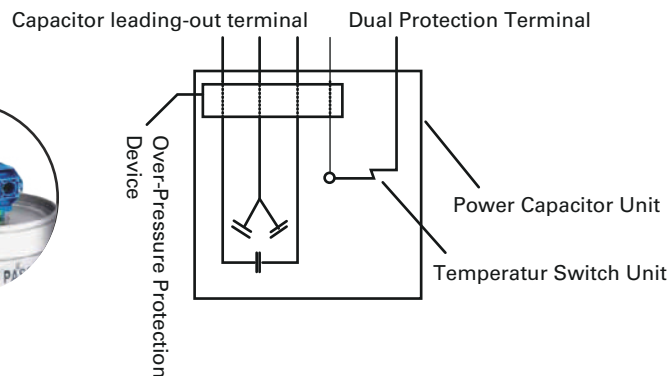 Capacitor leading-out terminal
Dual Protection Terminal
Over-Pressure Protection
Device
Power Capacitor Unit
Temperatur Switch Unit